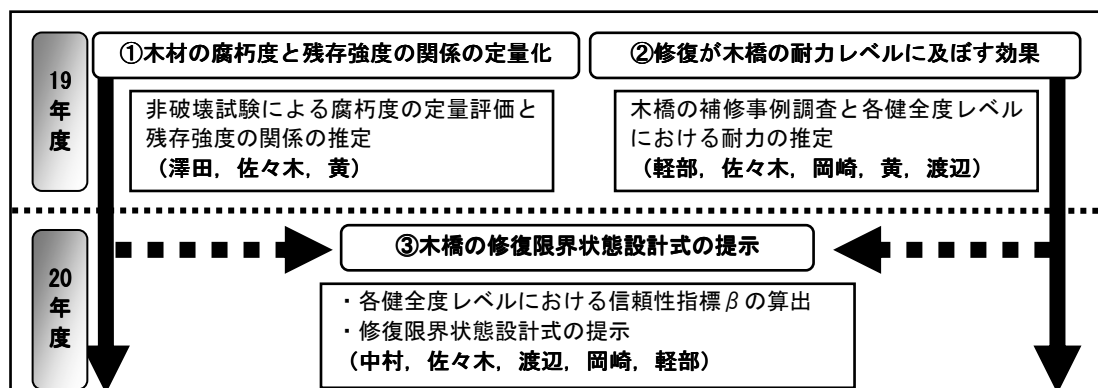 19
年
度
①木材の腐朽度と残存強度の関係の定量化
非破壊試験による腐朽度の定量評価と
残存強度の関係の推定
（澤田，佐々木，黄）
②修復が木橋の耐力レベルに及ぼす効果
木橋の補修事例調査と各健全度レベル
における耐力の推定
（軽部，佐々木，岡崎，黄，渡辺）
20
年
度
③木橋の修復限界状態設計式の提示
・各健全度レベルにおける信頼性指標βの算出
・修復限界状態設計式の提示
（中村，佐々木，渡辺，岡崎，軽部）